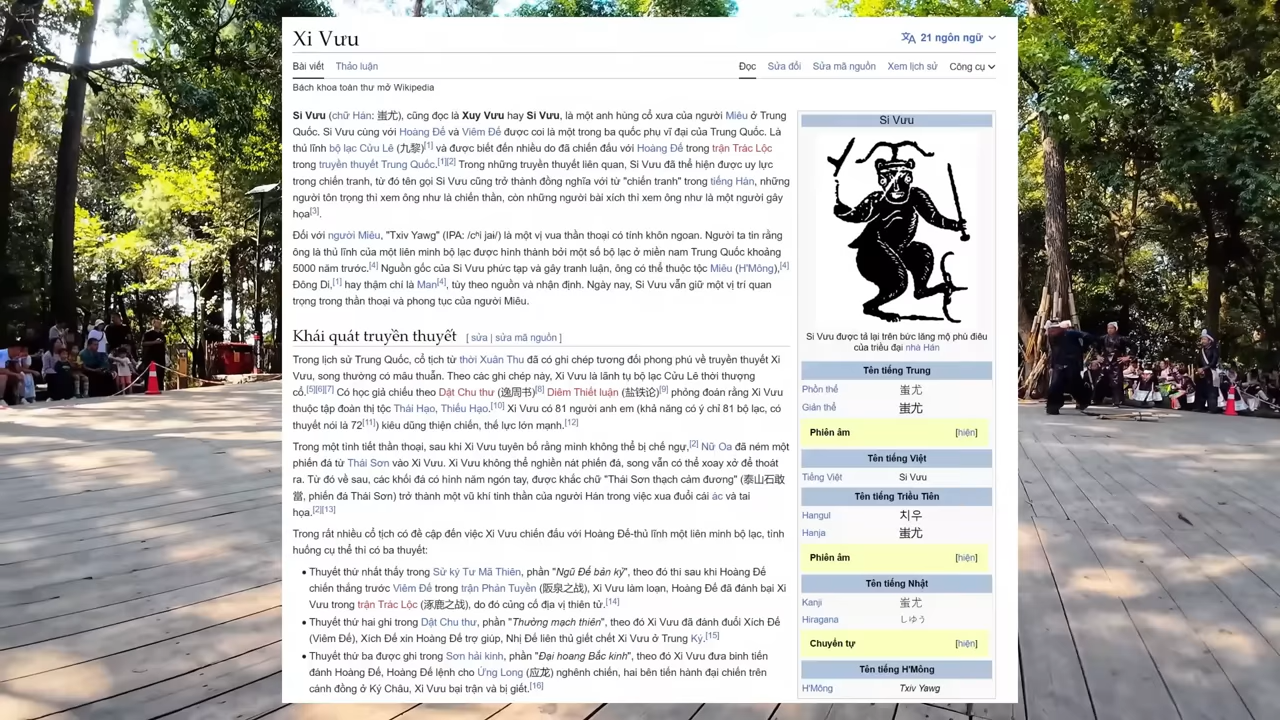 Xi Vưu
21 ngôn ngữ
Bài viết Thảo luận Đọc Sửa đổi Sửa mã nguồn Xem lịch sử Công cụ
Bách khoa toàn thư mở Wikipedia
Si Vưu (chữ Hán: 蚩尤), cũng đọc là Xuy Vưu hay Si Vưu, là một anh hùng cổ xưa của người Miêu ở Trung
Quốc. Si Vưu cùng với Hoàng Đế và Viêm Đế được coi là một trong ba quốc phụ vĩ đại của Trung Quốc. Là
thủ lĩnh bộ lạc Cửu Lê (九黎)[1] và được biết đến nhiều do đã chiến đấu với Hoàng Đế trong trận Trác Lộc
trong truyền thuyết Trung Quốc.[1][2] Trong những truyền thuyết liên quan, Si Vưu đã thể hiện được uy lực
trong chiến tranh, từ đó tên gọi Si Vưu cũng trở thành đồng nghĩa với từ "chiến tranh" trong tiếng Hán, những
người tôn trọng thì xem ông như là chiến thần, còn những người bài xích thì xem ông như là một người gây
họa[3].
Đối với người Miêu, "Txiv Yawg" (IPA: /cʰi jaɨ/) là một vị vua thần thoại có tính khôn ngoan. Người ta tin rằng
ông là thủ lĩnh của một liên minh bộ lạc được hình thành bởi một số bộ lạc ở miền nam Trung Quốc khoảng
5000 năm trước.[4] Nguồn gốc của Si Vưu phức tạp và gây tranh luận, ông có thể thuộc tộc Miêu (H'Mông),[4]
Đông Di,[1] hay thậm chí là Man[4], tùy theo nguồn và nhận định. Ngày nay, Si Vưu vẫn giữ một vị trí quan
trọng trong thần thoại và phong tục của người Miêu.
Khái quát truyền thuyết [ sửa | sửa mã nguồn ]
Trong lịch sử Trung Quốc, cổ tịch từ thời Xuân Thu đã có ghi chép tương đối phong phú về truyền thuyết Xi
Vưu, song thường có mâu thuẫn. Theo các ghi chép này, Xi Vưu là lãnh tụ bộ lạc Cửu Lê thời thượng
cổ.[5][6][7] Có học giả chiếu theo Dật Chu thư (逸周书)[8] Diêm Thiết luận (盐铁论)[9] phỏng đoán rằng Xi Vưu
thuộc tập đoàn thị tộc Thái Hạo, Thiếu Hạo.[10] Xi Vưu có 81 người anh em (khả năng có ý chỉ 81 bộ lạc, có
thuyết nói là 72[11]) kiêu dũng thiện chiến, thế lực lớn mạnh.[12]
Trong một tình tiết thần thoại, sau khi Xi Vưu tuyên bố rằng mình không thể bị chế ngự,[2] Nữ Oa đã ném một
phiến đá từ Thái Sơn vào Xi Vưu. Xi Vưu không thể nghiền nát phiến đá, song vẫn có thể xoay xở để thoát
ra. Từ đó về sau, các khối đá có hình năm ngón tay, được khắc chữ "Thái Sơn thạch cảm đương" (泰山石敢
當, phiến đá Thái Sơn) trở thành một vũ khí tinh thần của người Hán trong việc xua đuổi cái ác và tai
họa.[2][13]
Trong rất nhiều cổ tịch có đề cập đến việc Xi Vưu chiến đấu với Hoàng Đế-thủ lĩnh một liên minh bộ lạc, tình
huống cụ thể thì có ba thuyết:
• Thuyết thứ nhất thấy trong Sử ký Tư Mã Thiên, phần "Ngũ Đế bản kỷ", theo đó thì sau khi Hoàng Đế
chiến thắng trước Viêm Đế trong trận Phản Tuyền (阪泉之战), Xi Vưu làm loạn, Hoàng Đế đã đánh bại Xi
Vưu trong trận Trác Lộc (涿鹿之战), do đó củng cố địa vị thiên tử.[14]
• Thuyết thứ hai ghi trong Dật Chu thư, phần "Thường mạch thiên", theo đó Xi Vưu đã đánh đuổi Xích Đế
(Viêm Đế), Xích Đế xin Hoàng Đế trợ giúp, Nhị Đế liên thủ giết chết Xi Vưu ở Trung Ký.[15]
• Thuyết thứ ba được ghi trong Sơn hải kinh, phần "Đại hoang Bắc kinh", theo đó Xi Vưu đưa binh tiến
đánh Hoàng Đế, Hoàng Đế lệnh cho Ứng Long (应龙) nghênh chiến, hai bên tiến hành đại chiến trên
cánh đồng ở Ký Châu, Xi Vưu bại trận và bị giết.[16]
Si Vưu
Si Vưu được tả lại trên bức lăng mộ phù điêu
của triều đại nhà Hán
Tên tiếng Trung
Phồn thể 蚩尤
Giản thể 蚩尤
Phiên âm [hiện]
Tên tiếng Việt
Tiếng Việt Si Vưu
Tên tiếng Triều Tiên
Hangul 치우
Hanja 蚩尤
Phiên âm [hiện]
Tên tiếng Nhật
Kanji 蚩尤
Hiragana しゆう
Chuyển tự [hiện]
Tên tiếng H'Mông
H'Mông Txiv Yawg